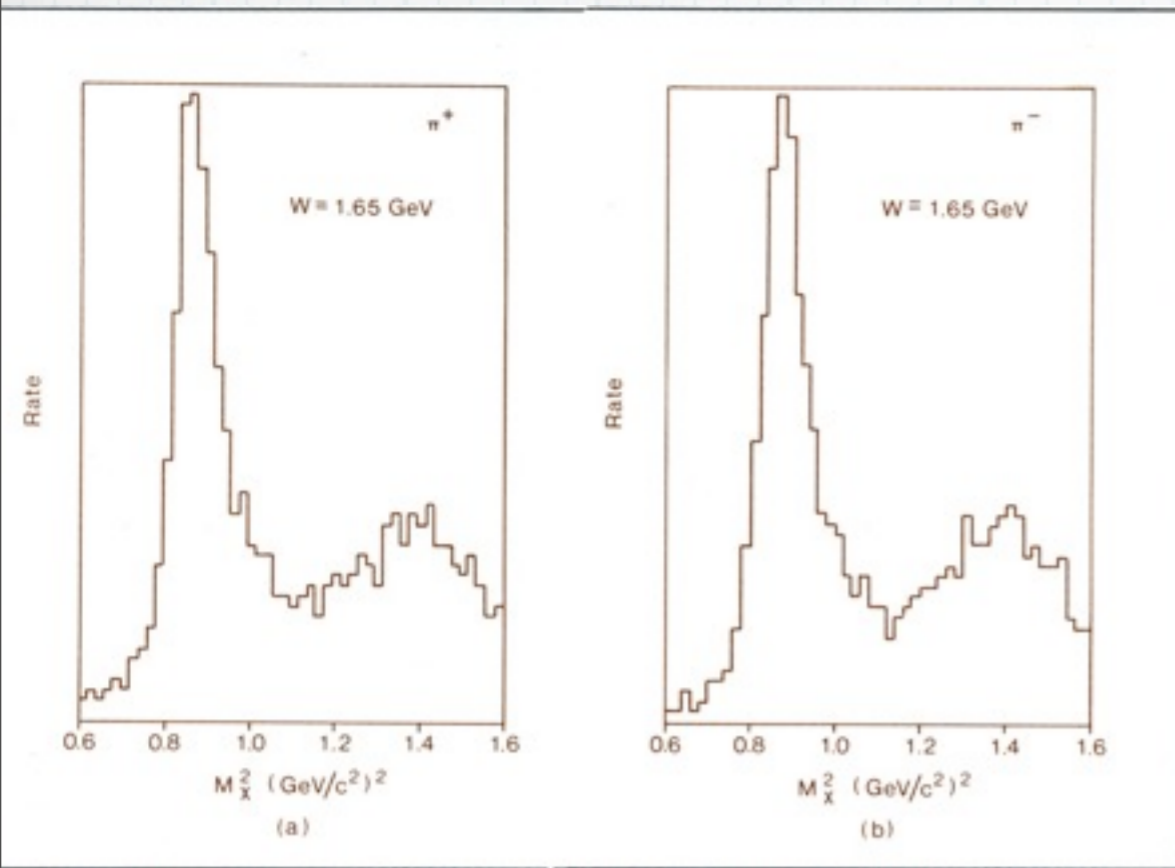 π+
W = 1.65 GeV
Rate
0.6 0.8 1.0 1.2 1.4 1.6
M²x (GeV/c²)²
(a)
π−
W = 1.65 GeV
Rate
0.6 0.8 1.0 1.2 1.4 1.6
M²x (GeV/c²)²
(b)